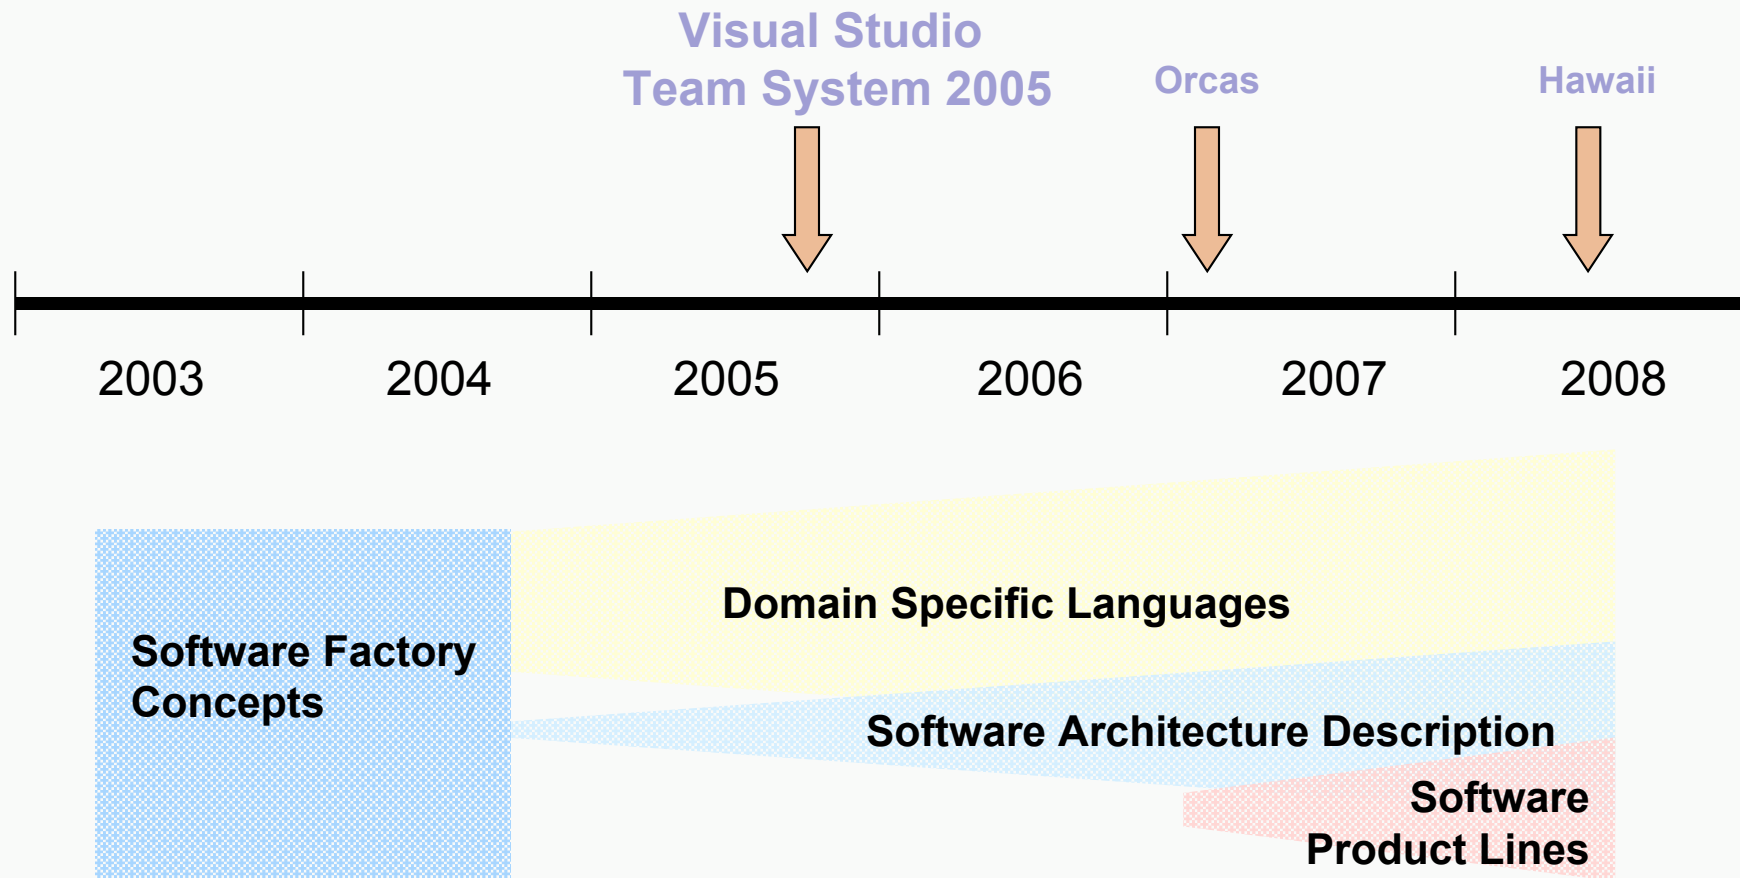 Visual Studio
Team System 2005
Orcas
Hawaii
2003
2004
2005
2006
2007
2008
Domain Specific Languages
Software Factory
Concepts
Software Architecture Description
Software
Product Lines